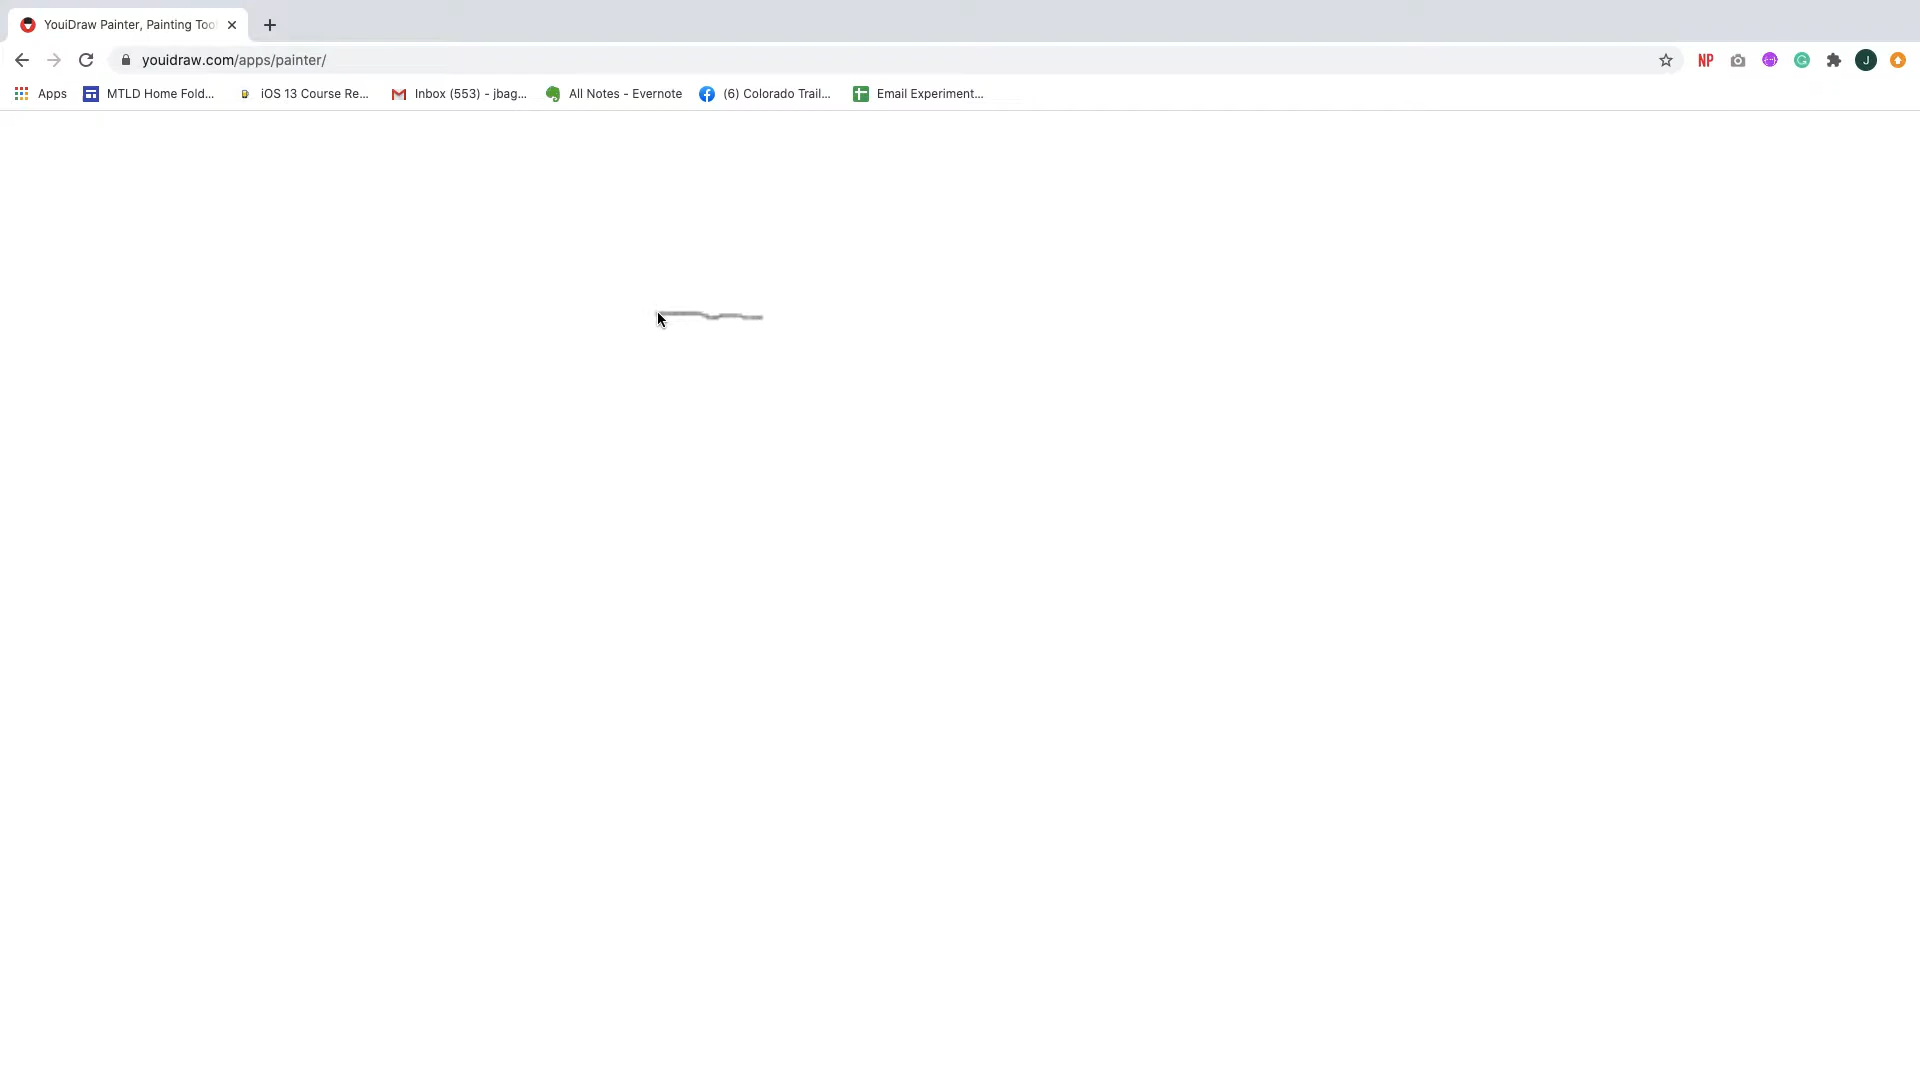 YouiDraw Painter, Painting Too
youidraw.com/apps/painter/
NP
J
Apps
MTLD Home Fold...
iOS 13 Course Re...
Inbox (553) - jbag...
All Notes - Evernote
(6) Colorado Trail...
Email Experiment...